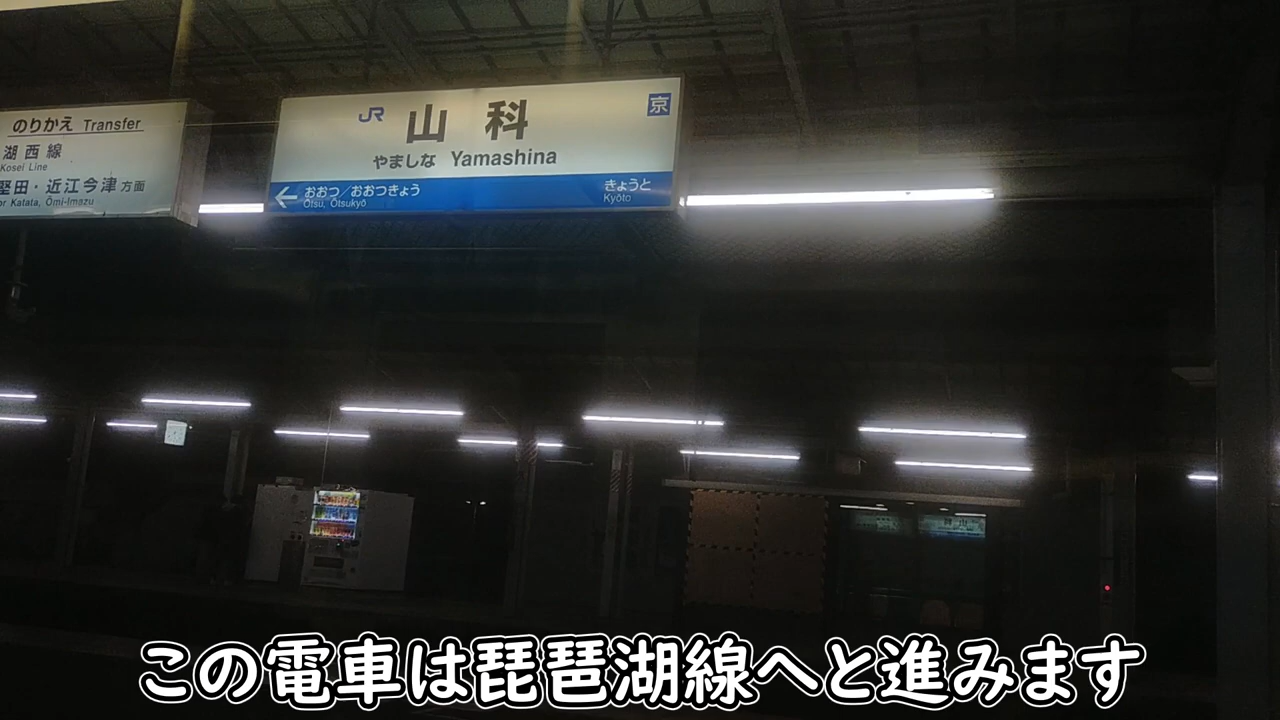 のりかえ Transfer
湖西線
Kosei Line
堅田・近江今津方面
or Katata, Ōmi-Imazu
JR 山科 京
やましな Yamashina
← おおつ/おおつきょう きょうと
Ōtsu, Ōtsukyō Kyōto
この電車は琵琶湖線へと進みます